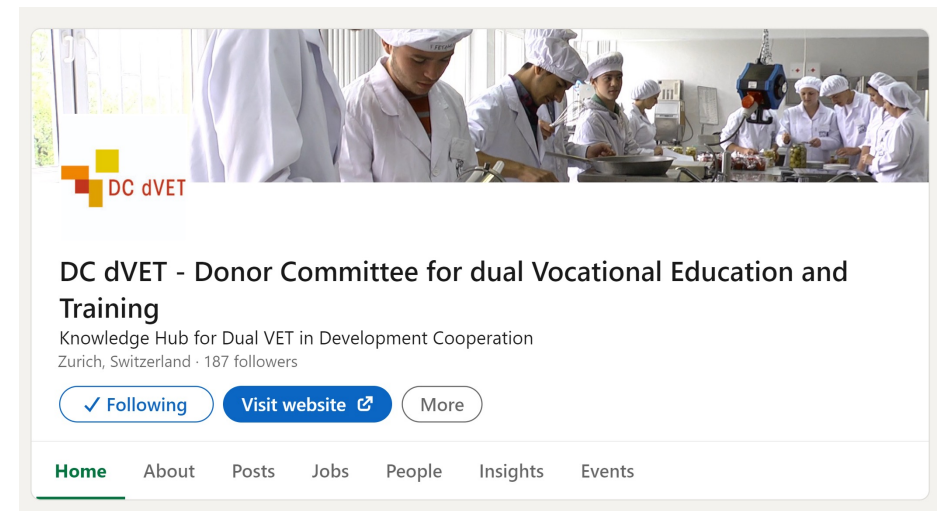 DC dVET
DC dVET - Donor Committee for dual Vocational Education and
Training
Knowledge Hub for Dual VET in Development Cooperation
Zurich, Switzerland · 187 followers
✓ Following
Visit website
More
Home
About
Posts
Jobs
People
Insights
Events